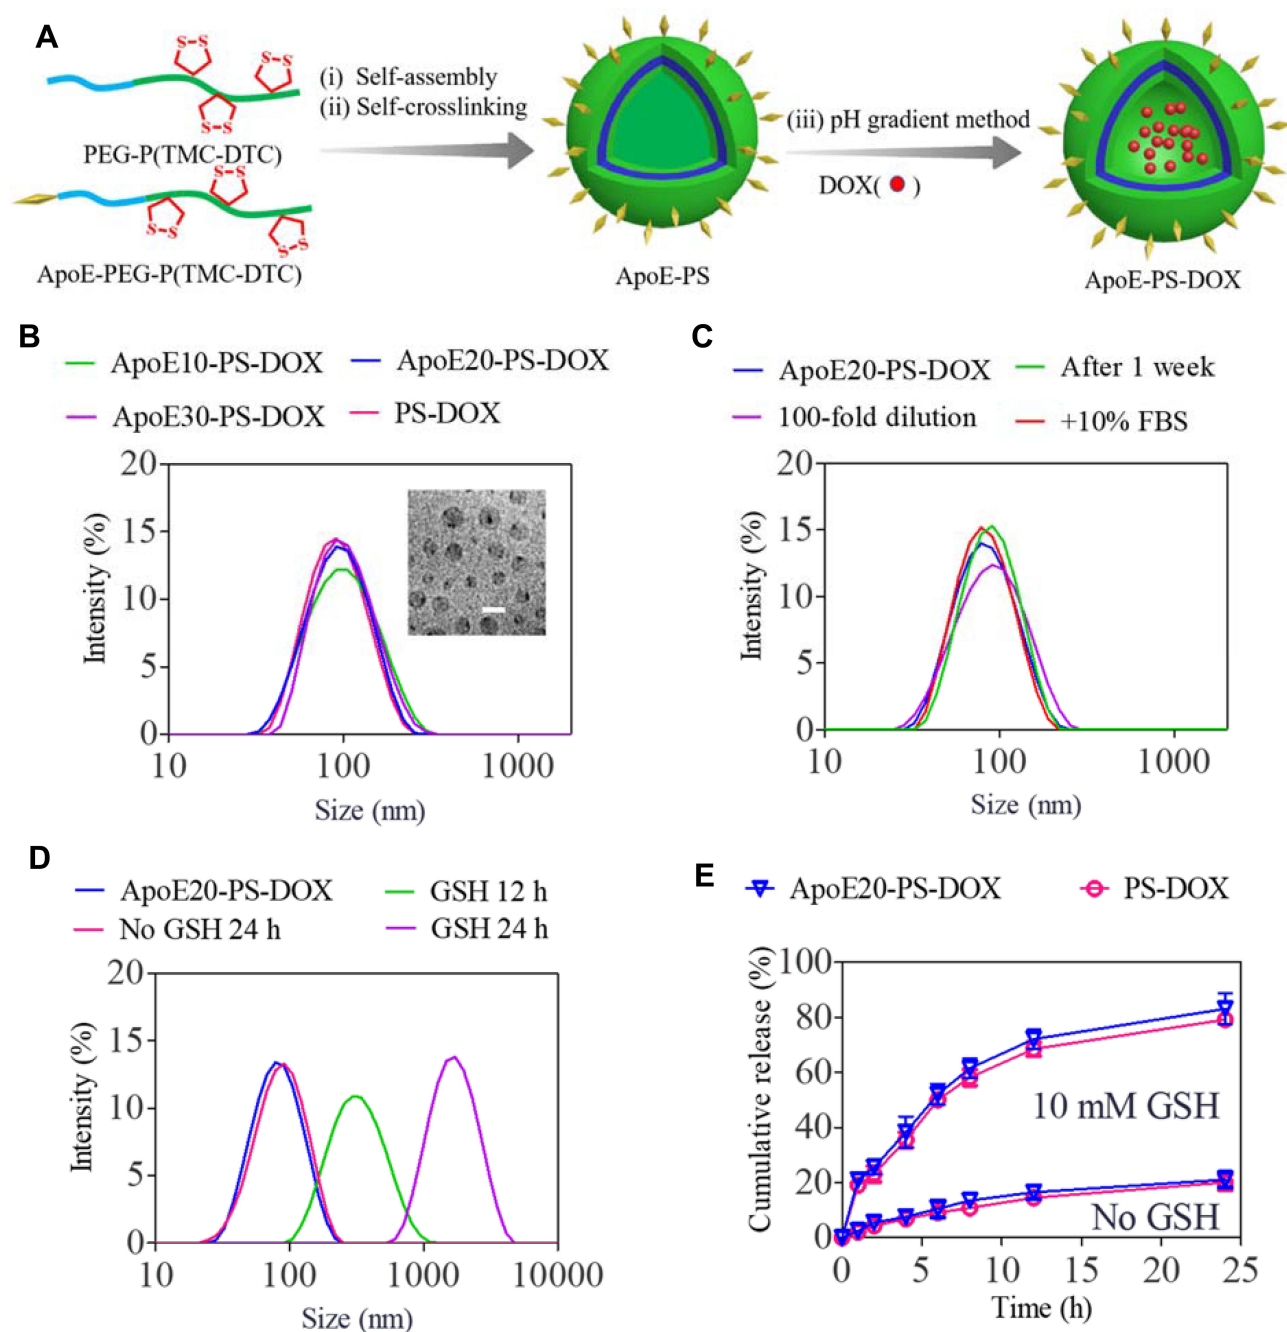 A
S-S
S-S
S-S
PEG-P(TMC-DTC)
S-S
S-S
S-S
ApoE-PEG-P(TMC-DTC)
(i) Self-assembly
(ii) Self-crosslinking
ApoE-PS
(iii) pH gradient method
DOX( )
ApoE-PS-DOX
B
ApoE10-PS-DOX
ApoE20-PS-DOX
ApoE30-PS-DOX
PS-DOX
Intensity (%)
20
15
10
5
0
10
100
1000
Size (nm)
C
ApoE20-PS-DOX
After 1 week
100-fold dilution
+10% FBS
Intensity (%)
20
15
10
5
0
10
100
1000
Size (nm)
D
ApoE20-PS-DOX
GSH 12 h
No GSH 24 h
GSH 24 h
Intensity (%)
20
15
10
5
0
10
100
1000
10000
Size (nm)
E
ApoE20-PS-DOX
PS-DOX
Cumulative release (%)
100
80
60
40
20
0
10 mM GSH
No GSH
0
5
10
15
20
25
Time (h)